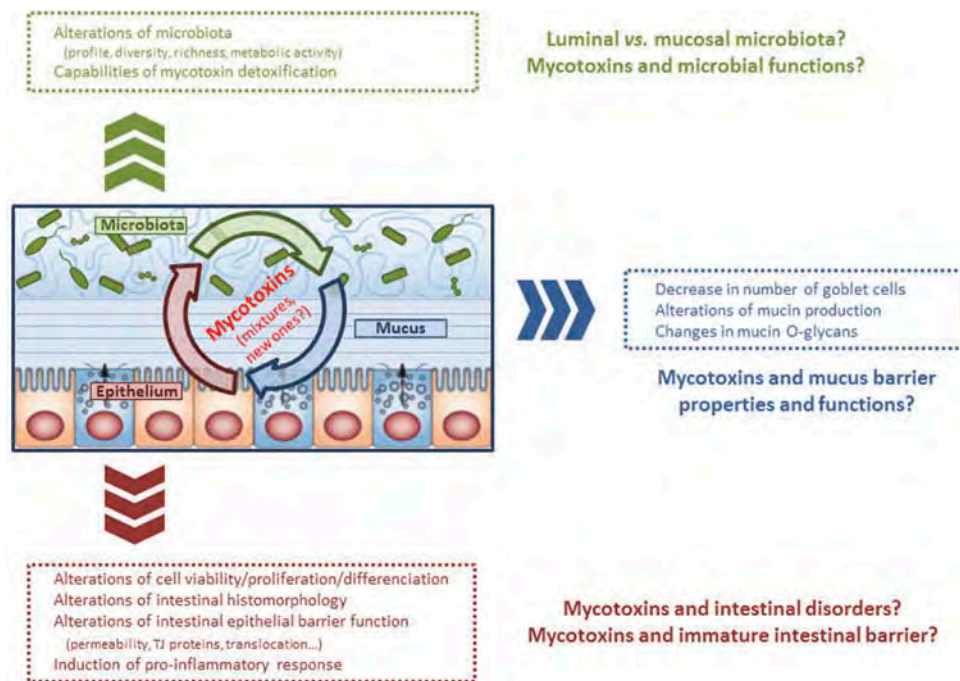 Alterations of microbiota
(profile, diversity, richness, metabolic activity)
Capabilities of mycotoxin detoxification
Luminal vs. mucosal microbiota?
Mycotoxins and microbial functions?
Microbiota
Mycotoxins
(mixtures,
new ones?)
Mucus
Epithelium
Decrease in number of goblet cells
Alterations of mucin production
Changes in mucin O-glycans
Mycotoxins and mucus barrier
properties and functions?
Alterations of cell viability/proliferation/differenciation
Alterations of intestinal histomorphology
Alterations of intestinal epithelial barrier function
(permeability, TJ proteins, translocation...)
Induction of pro-inflammatory response
Mycotoxins and intestinal disorders?
Mycotoxins and immature intestinal barrier?